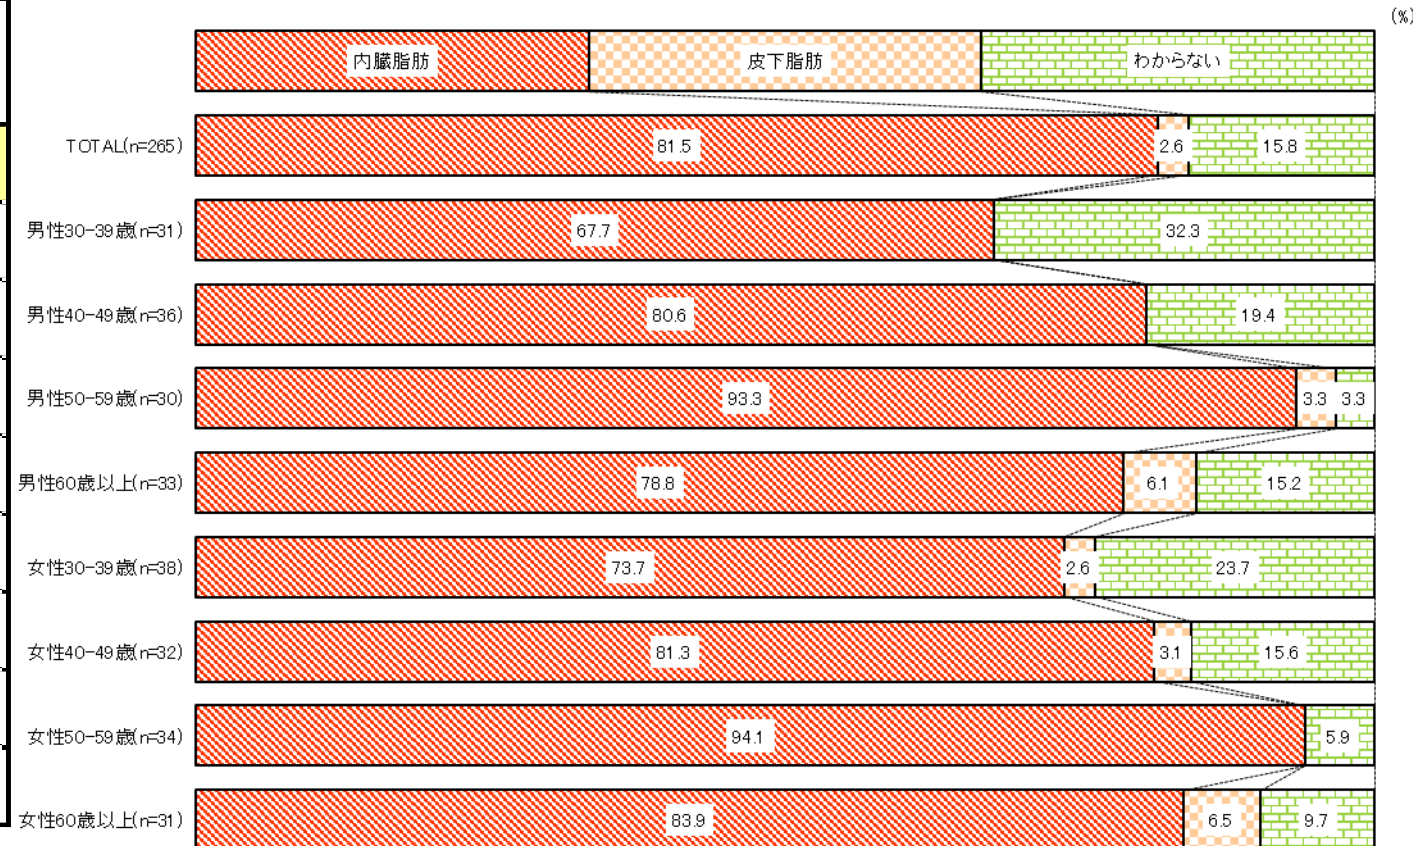 (%)
内臓脂肪 皮下脂肪 わからない
TOTAL(n=265) 81.5 2.6 15.8
男性30-39歳(n=31) 67.7 32.3
男性40-49歳(n=36) 80.6 19.4
男性50-59歳(n=30) 93.3 3.3 3.3
男性60歳以上(n=33) 78.8 6.1 15.2
女性30-39歳(n=38) 73.7 2.6 23.7
女性40-49歳(n=32) 81.3 3.1 15.6
女性50-59歳(n=34) 94.1 5.9
女性60歳以上(n=31) 83.9 6.5 9.7